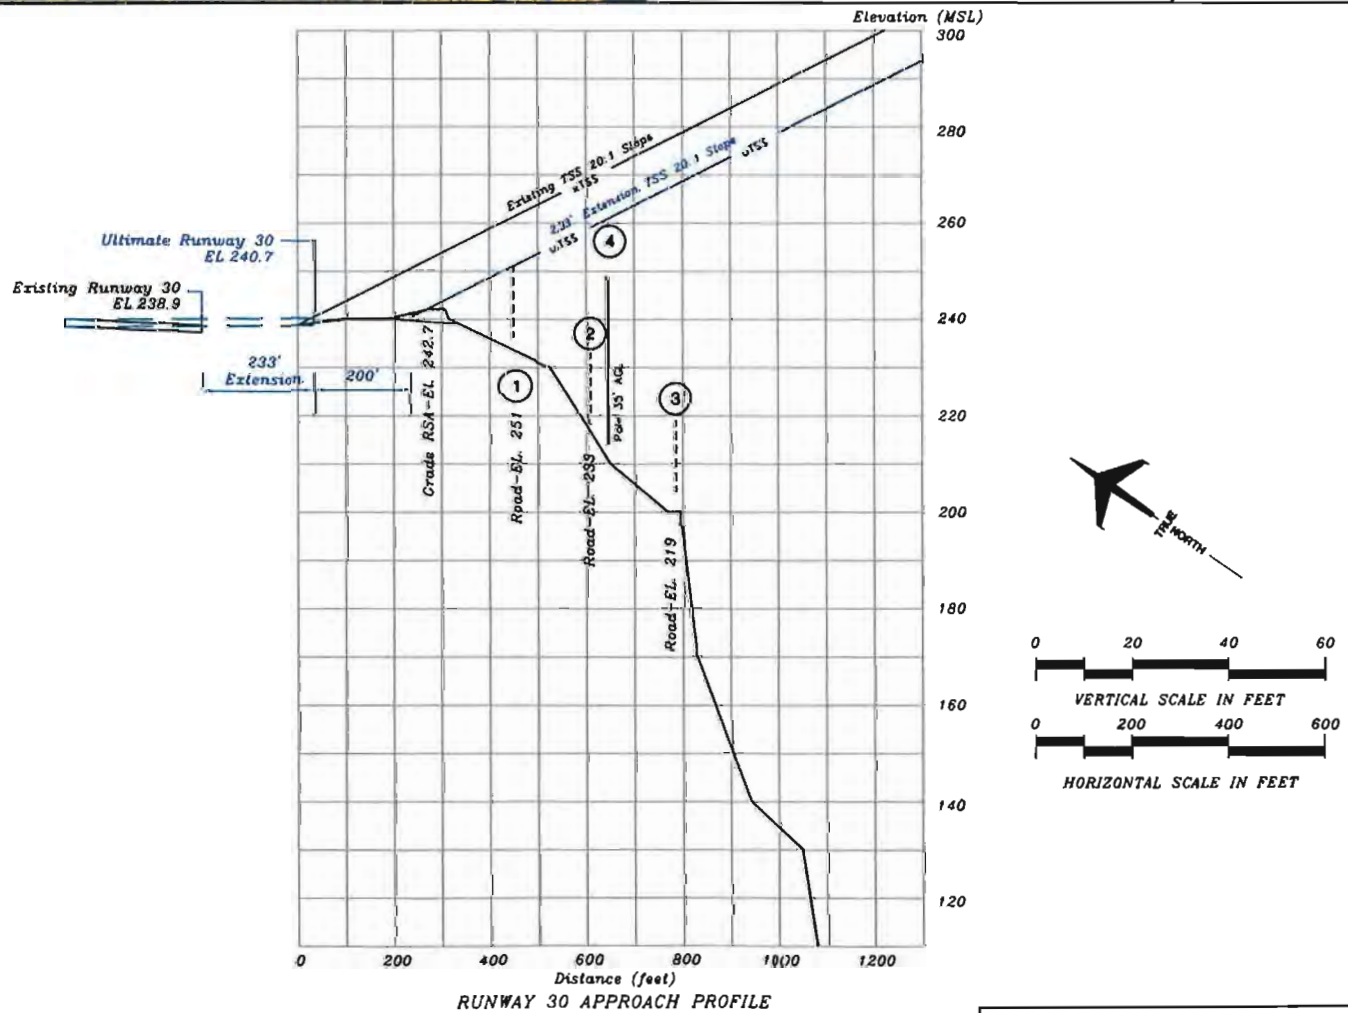 Elevation (MSL)
300
280
260
240
220
200
180
160
140
120
Existing TSS 20:1 Slope
xTSS
233' Extension TSS 20:1 Slope
uTSS
uTSS
Ultimate Runway 30
EL 240.7
Existing Runway 30
EL 238.9
233'
Extension
200'
Grade RSA-EL 242.7
1
Road-EL. 251
2
Road-EL 233
4
Pole 35' AGL
3
Road-EL 219
0 200 400 600 800 1000 1200
Distance (feet)
RUNWAY 30 APPROACH PROFILE
TRUE
NORTH
0 20 40 60
VERTICAL SCALE IN FEET
0 200 400 600
HORIZONTAL SCALE IN FEET